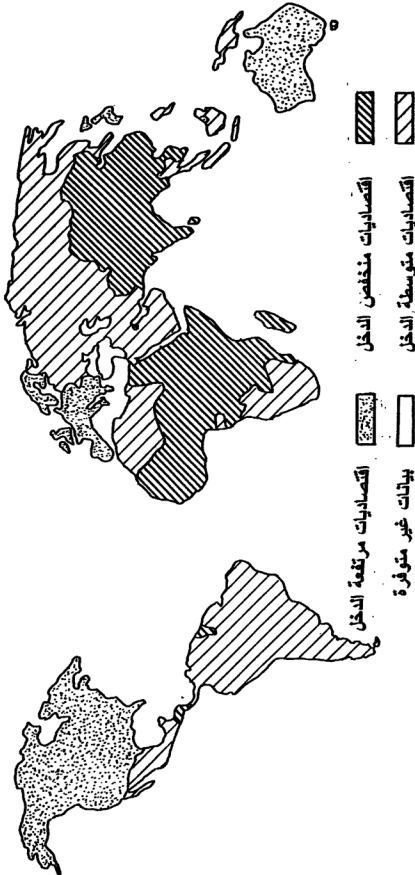 اقتصاديات منخفض الدخل
اقتصاديات متوسطة الدخل
اقتصاديات مرتفعة الدخل
بيانات غير متوفرة